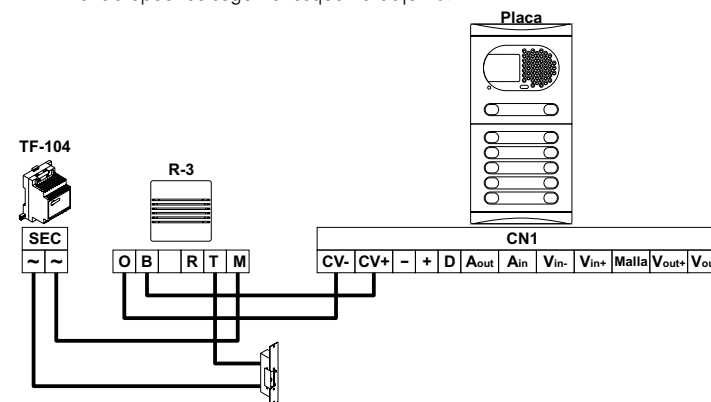 Placa
TF-104
R-3
SEC
CN1
~ ~
O B R T M
CV- CV+ – + D Aout Ain Vin- Vin+ Malla Vout+